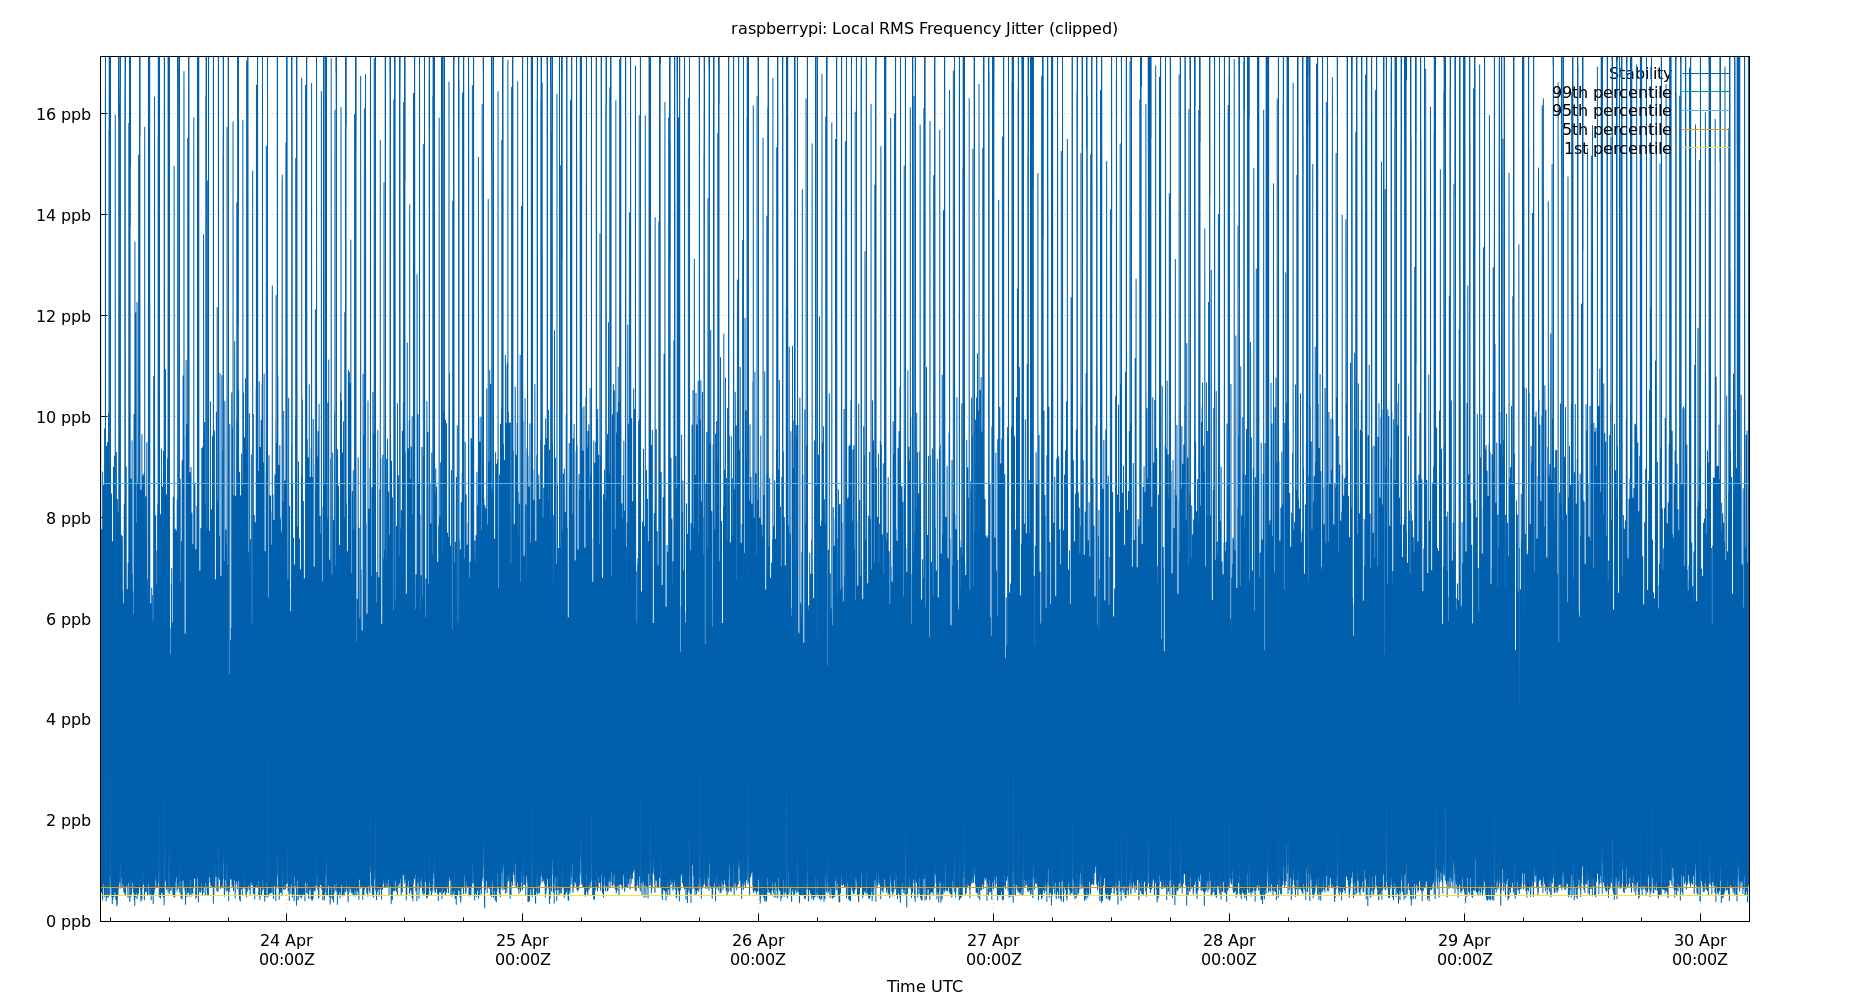 raspberrypi: Local RMS Frequency Jitter (clipped)
Stability
99th percentile
95th percentile
5th percentile
1st percentile
16 ppb
14 ppb
12 ppb
10 ppb
8 ppb
6 ppb
4 ppb
2 ppb
0 ppb
24 Apr 25 Apr 26 Apr 27 Apr 28 Apr 29 Apr 30 Apr
00:00Z 00:00Z 00:00Z 00:00Z 00:00Z 00:00Z 00:00Z
Time UTC